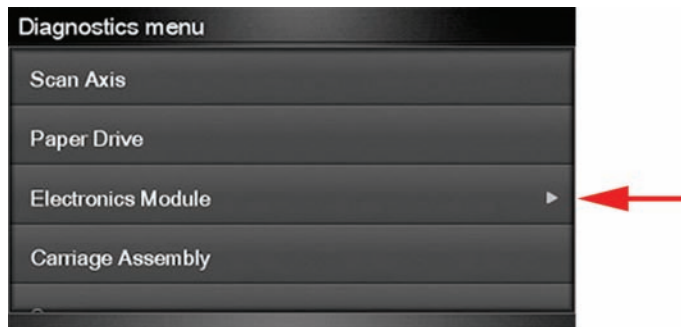 Diagnostics menu
Scan Axis
Paper Drive
Electronics Module
Carriage Assembly